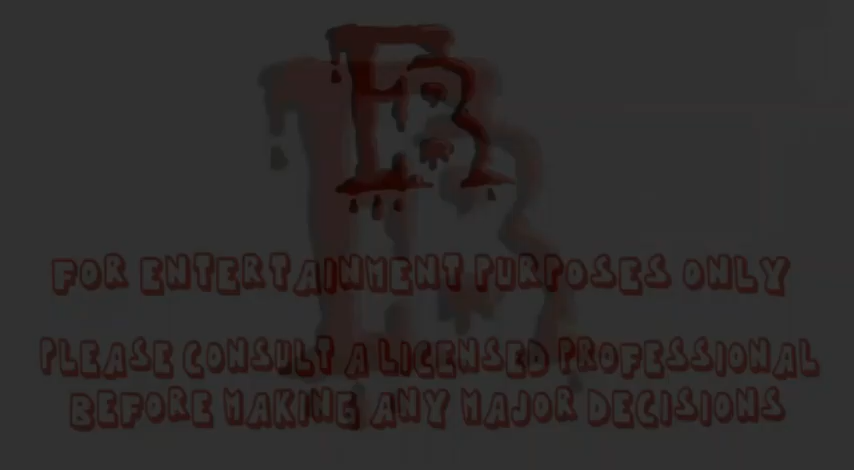 FOR ENTERTAINMENT PURPOSES ONLY
PLEASE CONSULT A LICENSED PROFESSIONAL
BEFORE MAKING ANY MAJOR DECISIONS